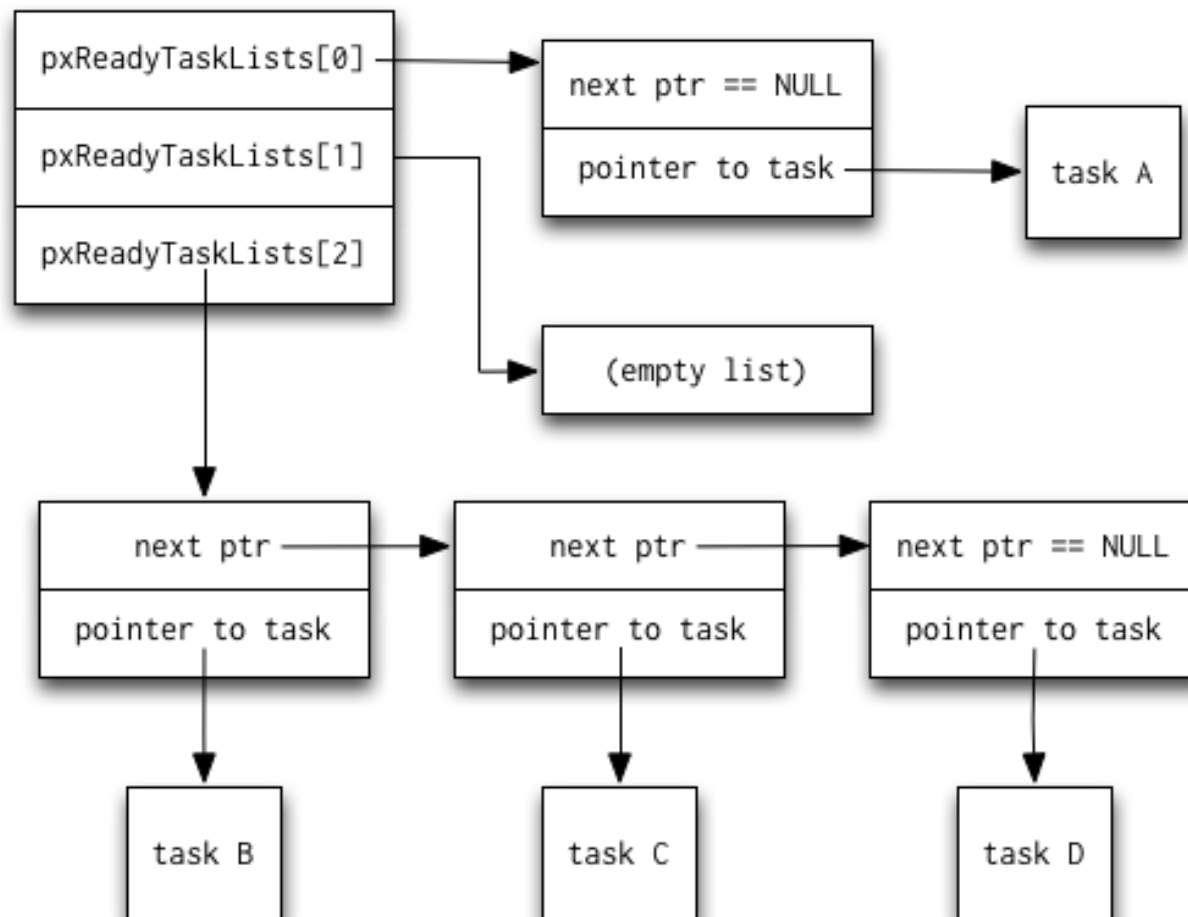 pxReadyTaskLists[0]
next ptr == NULL
pxReadyTaskLists[1]
pointer to task
task A
pxReadyTaskLists[2]
(empty list)
next ptr
next ptr
next ptr == NULL
pointer to task
pointer to task
pointer to task
task B
task C
task D